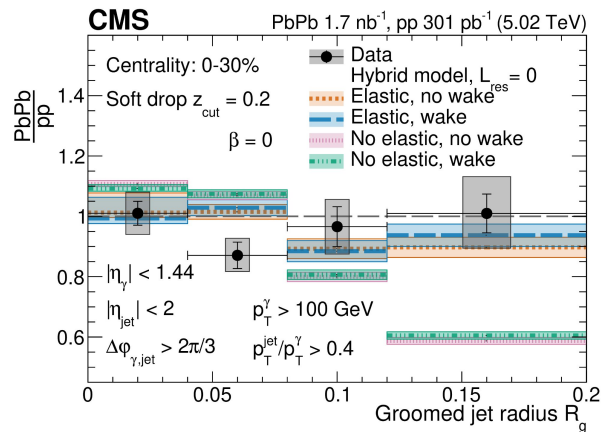 CMS
PbPb 1.7 nb⁻¹, pp 301 pb⁻¹ (5.02 TeV)
Centrality: 0-30%
Soft drop z_cut = 0.2
β = 0
Data
Hybrid model, L_res = 0
Elastic, no wake
Elastic, wake
No elastic, no wake
No elastic, wake
PbPb
pp
1.4
1.2
1
0.8
0.6
|η_γ| < 1.44
|η_jet| < 2
p_T^γ > 100 GeV
Δφ_γ,jet > 2π/3
p_T^jet/p_T^γ > 0.4
0 0.05 0.1 0.15 0.2
Groomed jet radius R_g